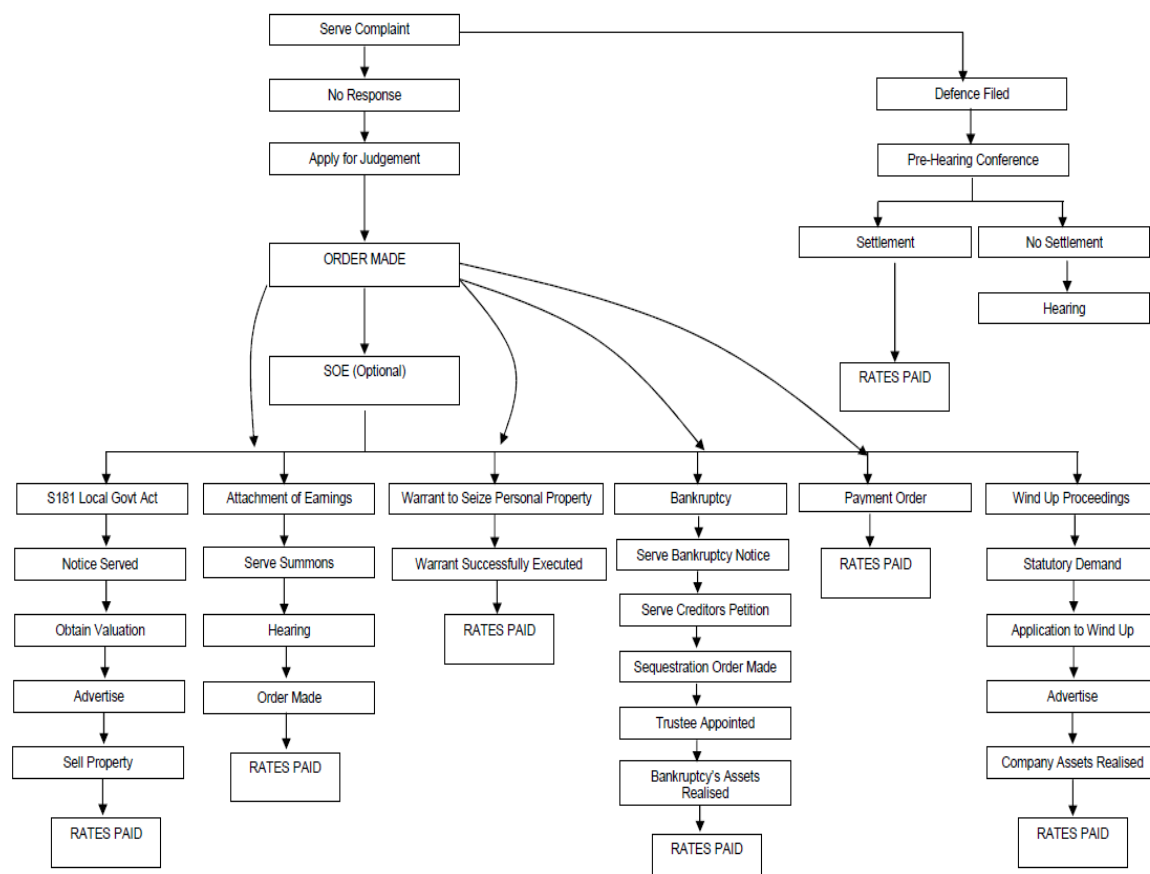 Serve Complaint
No Response
Defence Filed
Apply for Judgement
Pre-Hearing Conference
ORDER MADE
Settlement
No Settlement
Hearing
SOE (Optional)
RATES PAID
S181 Local Govt Act
Attachment of Earnings
Warrant to Seize Personal Property
Bankruptcy
Payment Order
Wind Up Proceedings
Notice Served
Serve Summons
Warrant Successfully Executed
Serve Bankruptcy Notice
RATES PAID
Statutory Demand
Obtain Valuation
Hearing
RATES PAID
Serve Creditors Petition
Application to Wind Up
Advertise
Order Made
Sequestration Order Made
Advertise
Sell Property
RATES PAID
Trustee Appointed
Company Assets Realised
Bankruptcy's Assets
Realised
RATES PAID
RATES PAID
RATES PAID